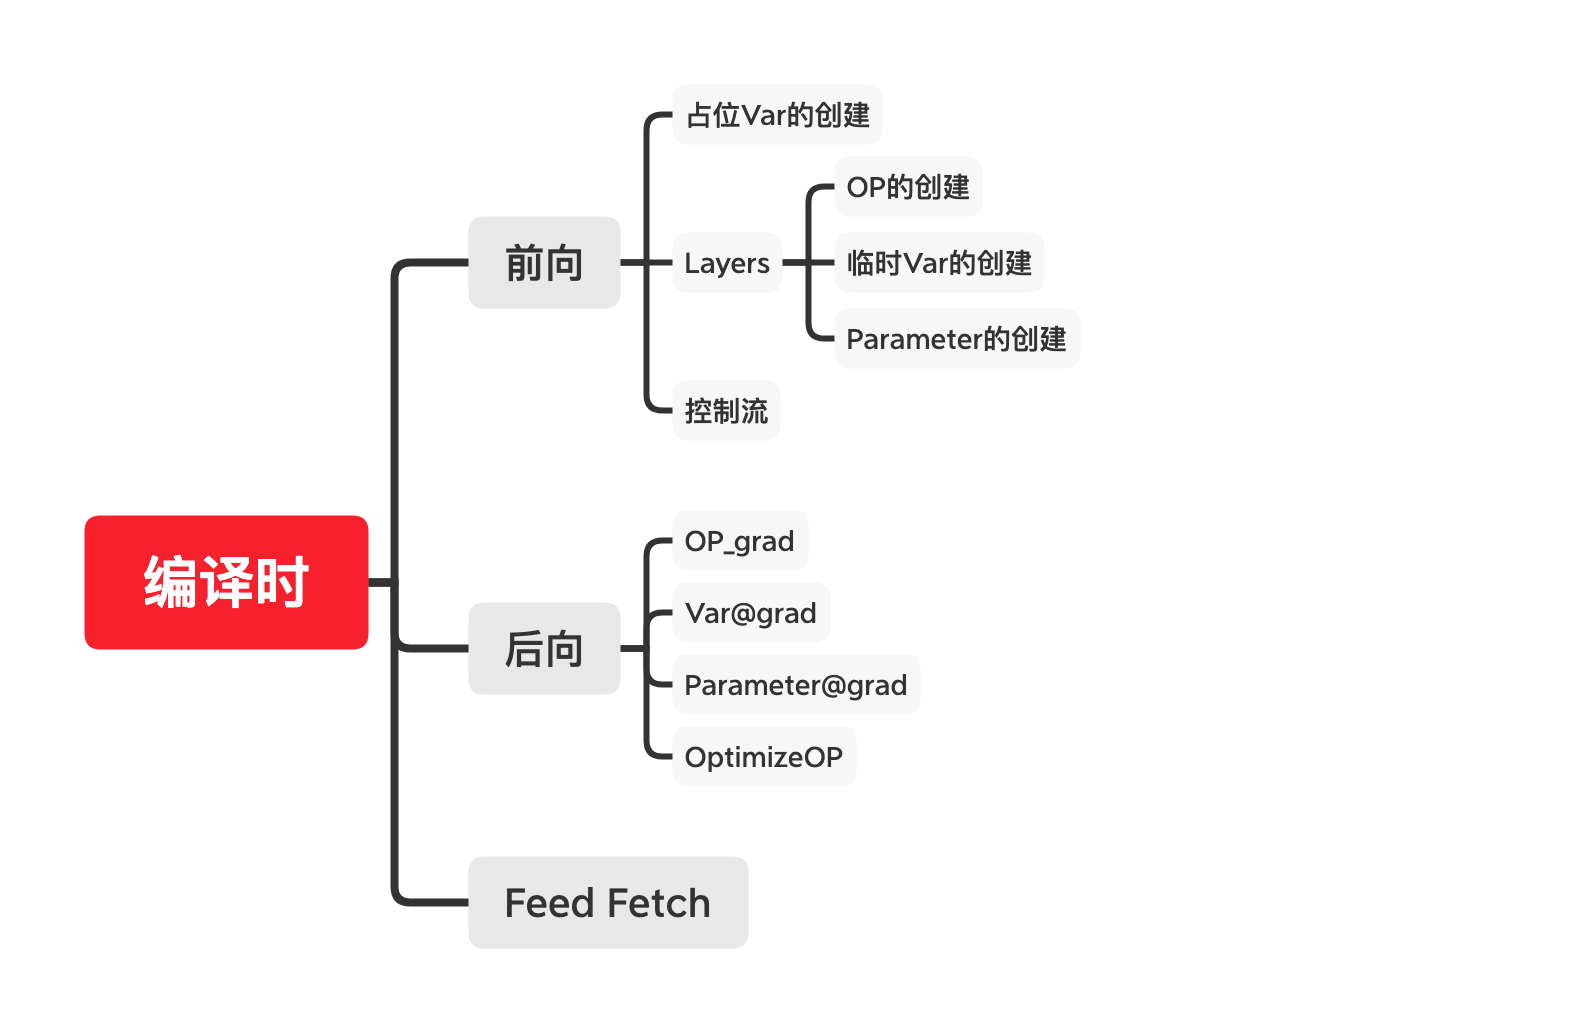 编译时
前向
占位Var的创建
Layers
OP的创建
临时Var的创建
Parameter的创建
控制流
后向
OP_grad
Var@grad
Parameter@grad
OptimizeOP
Feed Fetch